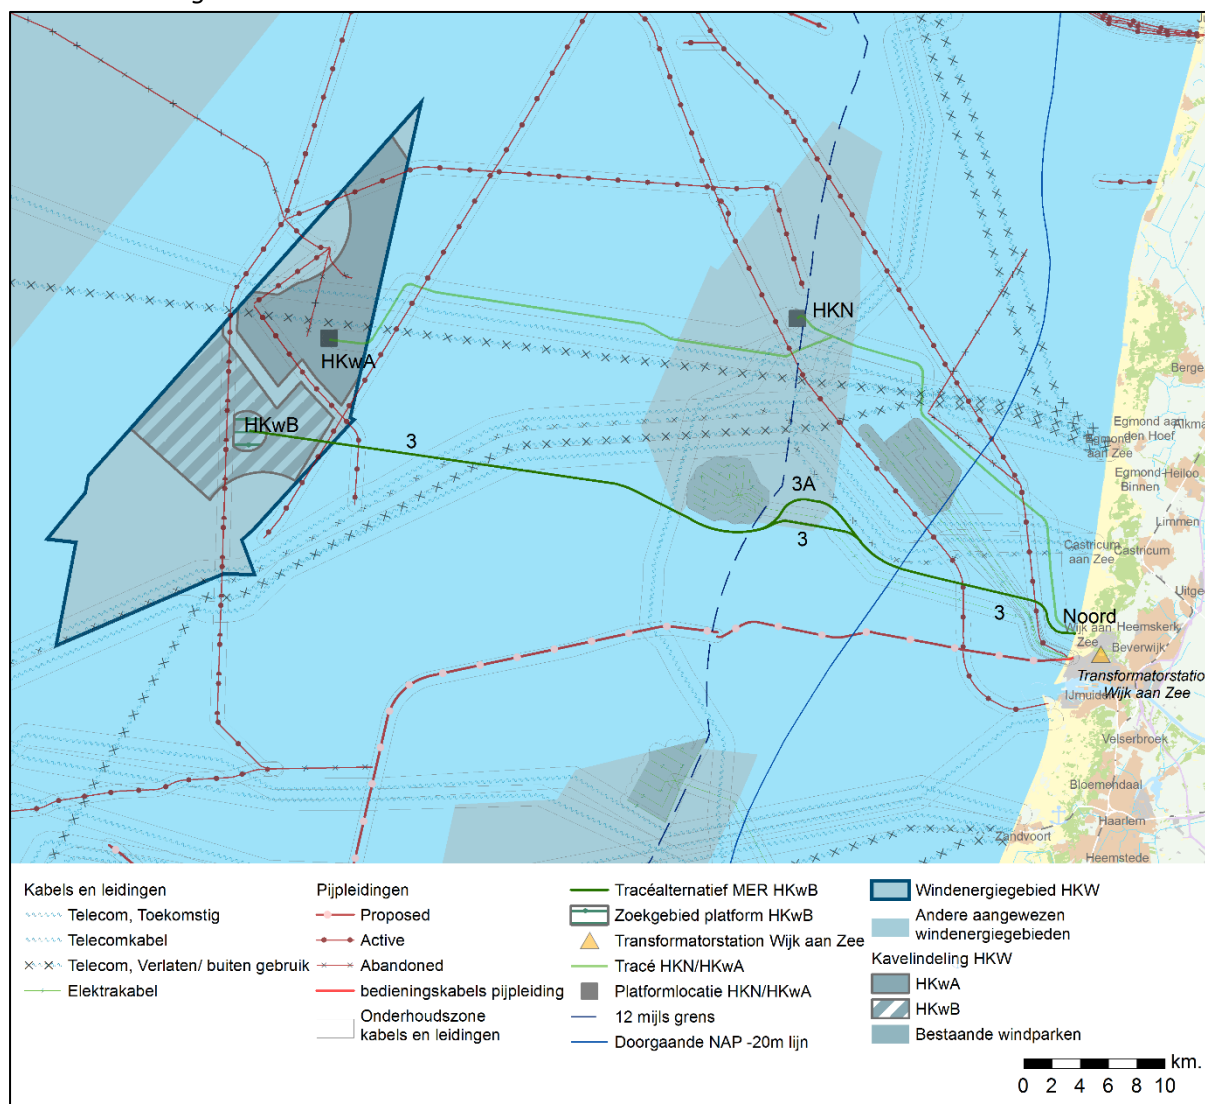 HKwA
HKwB
HKN
3
3A
3
3
Noord
Berge
Egmond aan
den Hoef
Alkma
Egmond
aan Zee
Egmond-
Binnen
Heiloo
Limmen
Castricum
aan Zee
Castricum
Uitge
Wijk aan
Zee
Heemskerk
Beverwijk
Transformatorstation
Wijk aan Zee
IJmuiden
Velserbroek
Bloemendaal
Haarlem
Zandvoort
Heemstede
Kabels en leidingen
Telecom, Toekomstig
Telecomkabel
Telecom, Verlaten/ buiten gebruik
Elektrakabel
Pijpleidingen
Proposed
Active
Abandoned
bedieningskabels pijpleiding
Onderhoudszone
kabels en leidingen
Tracéalternatief MER HKwB
Zoekgebied platform HKwB
Transformatorstation Wijk aan Zee
Tracé HKN/HKwA
Platformlocatie HKN/HKwA
12 mijls grens
Doorgaande NAP -20m lijn
Windenergiegebied HKW
Andere aangewezen
windenergiegebieden
Kavelindeling HKW
HKwA
HKwB
Bestaande windparken
km.
0 2 4 6 8 10